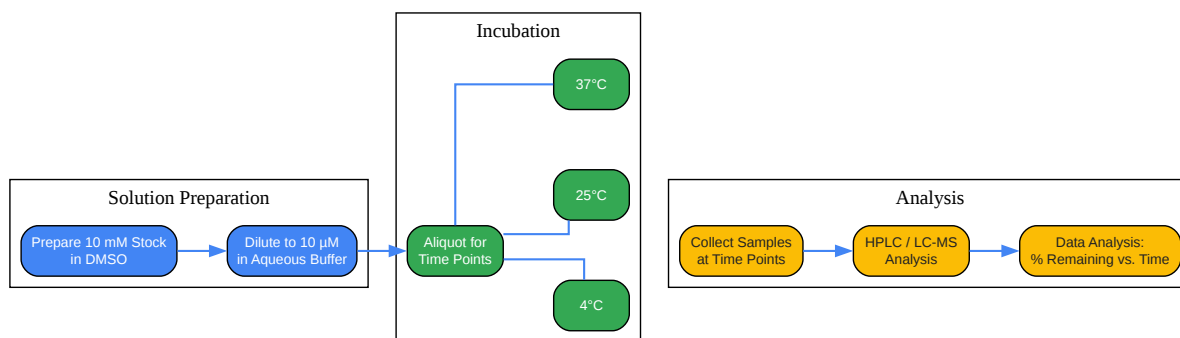 Solution Preparation
Prepare 10 mM Stock
in DMSO
Dilute to 10 µM
in Aqueous Buffer
Incubation
Aliquot for
Time Points
37°C
25°C
4°C
Analysis
Collect Samples
at Time Points
HPLC / LC-MS
Analysis
Data Analysis:
% Remaining vs. Time